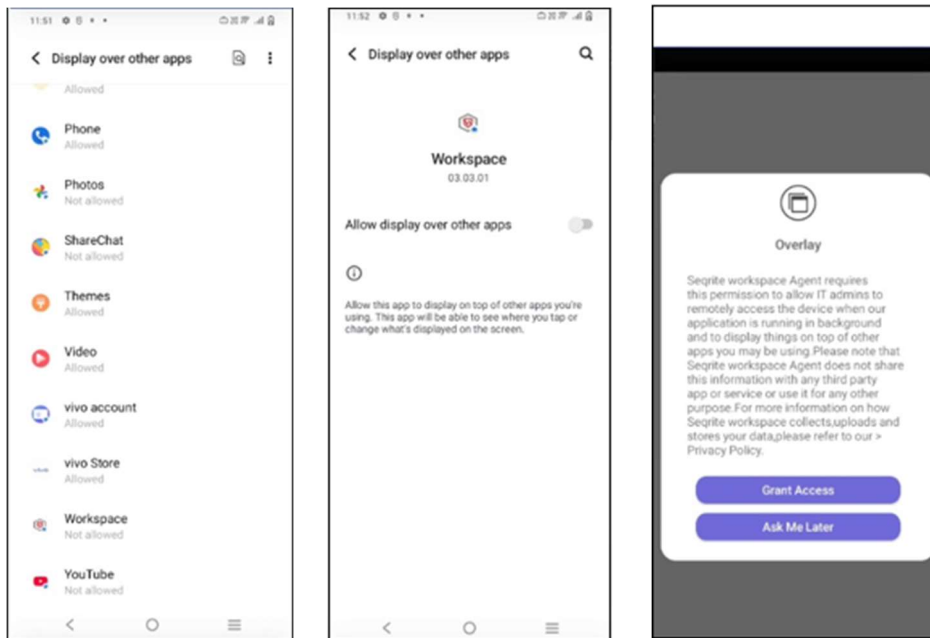 11:51
Display over other apps
Allowed
Phone
Allowed
Photos
Not allowed
ShareChat
Not allowed
Themes
Allowed
Video
Allowed
vivo account
Allowed
vivo Store
Allowed
Workspace
Not allowed
YouTube
Not allowed
11:52
Display over other apps
Workspace
03.03.01
Allow display over other apps
Allow this app to display on top of other apps you're
using. This app will be able to see where you tap or
change what's displayed on the screen.
Overlay
Seqrite workspace Agent requires
this permission to allow IT admins to
remotely access the device when our
application is running in background
and to display things on top of other
apps you may be using.Please note that
Seqrite workspace Agent does not share
this information with any third party
app or service or use it for any other
purpose.For more information on how
Seqrite workspace collects,uploads and
stores your data,please refer to our >
Privacy Policy.
Grant Access
Ask Me Later